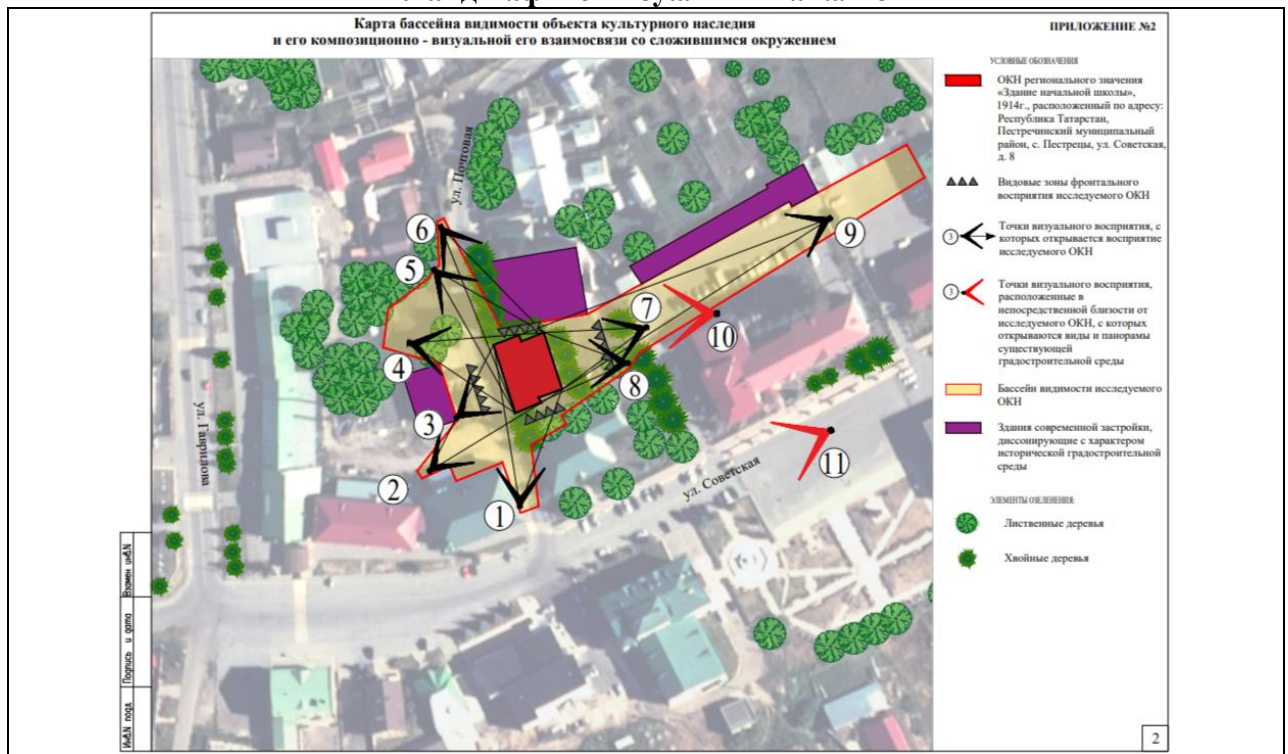 Карта бассейна видимости объекта культурного наследия
и его композиционно - визуальной его взаимосвязи со сложившимся окружением
ПРИЛОЖЕНИЕ №2
УСЛОВНЫЕ ОБОЗНАЧЕНИЯ
ОКН регионального значения
«Здание начальной школы»,
1914г., расположенный по адресу:
Республика Татарстан,
Пестречинский муниципальный
район, с. Пестрецы, ул. Советская,
д. 8
Видовые зоны фронтального
восприятия исследуемого ОКН
3
Точки визуального восприятия, с
которых открывается восприятие
исследуемого ОКН
3
Точки визуального восприятия,
расположенные в
непосредственной близости от
исследуемого ОКН, с которых
открываются виды и панорамы
существующей
градостроительной среды
Бассейн видимости исследуемого
ОКН
Здания современной застройки,
диссонирующие с характером
исторической градостроительной
среды
ЭЛЕМЕНТЫ ОЗЕЛЕНЕНИЯ:
Лиственные деревья
Хвойные деревья
ул. Почтовая
ул. Гаврилова
ул. Советская
6
5
4
3
2
1
7
8
9
10
11
Взамен инв.N
Подпись и дата
Инв.N подл.
2